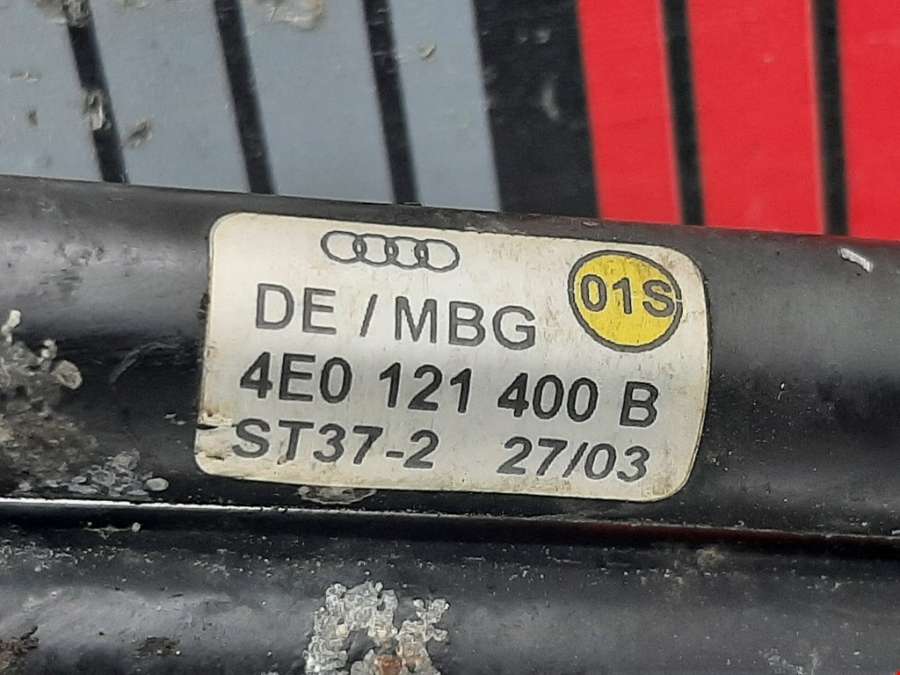 01S
DE / MBG
4E0 121 400 B
ST37-2 27/03